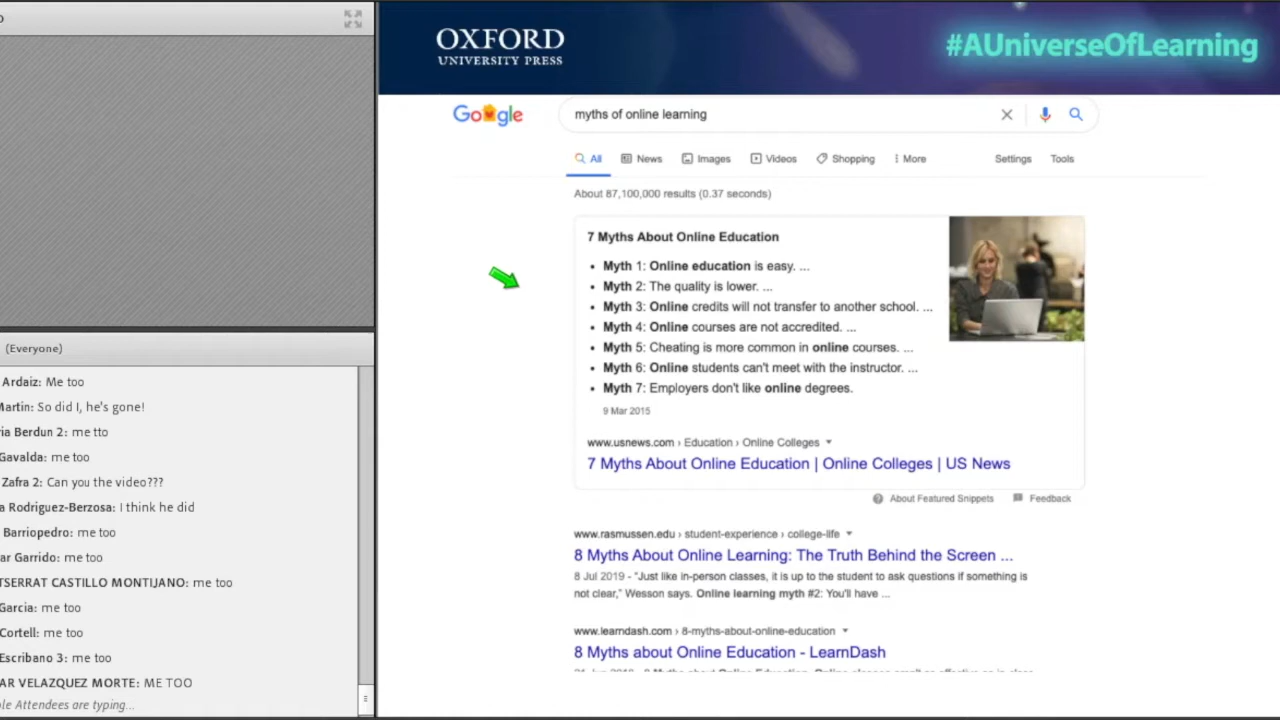 (Everyone)
Ardaiz: Me too
Martin: So did I, he's gone!
ria Berdun 2: me tto
Gavalda: me too
Zafra 2: Can you the video???
a Rodriguez-Berzosa: I think he did
Barriopedro: me too
ar Garrido: me too
TSERRAT CASTILLO MONTIJANO: me too
Garcia: me too
Cortell: me too
Escribano 3: me too
AR VELAZQUEZ MORTE: ME TOO
le Attendees are typing...
OXFORD
UNIVERSITY PRESS
#AUniverseOfLearning
Google
myths of online learning
All News Images Videos Shopping More Settings Tools
About 87,100,000 results (0.37 seconds)
7 Myths About Online Education
• Myth 1: Online education is easy. ...
• Myth 2: The quality is lower. ...
• Myth 3: Online credits will not transfer to another school. ...
• Myth 4: Online courses are not accredited. ...
• Myth 5: Cheating is more common in online courses. ...
• Myth 6: Online students can't meet with the instructor. ...
• Myth 7: Employers don't like online degrees.
9 Mar 2015
www.usnews.com › Education › Online Colleges
7 Myths About Online Education | Online Colleges | US News
About Featured Snippets Feedback
www.rasmussen.edu › student-experience › college-life
8 Myths About Online Learning: The Truth Behind the Screen ...
8 Jul 2019 - "Just like in-person classes, it is up to the student to ask questions if something is
not clear," Wesson says. Online learning myth #2: You'll have ...
www.learndash.com › 8-myths-about-online-education
8 Myths about Online Education - LearnDash